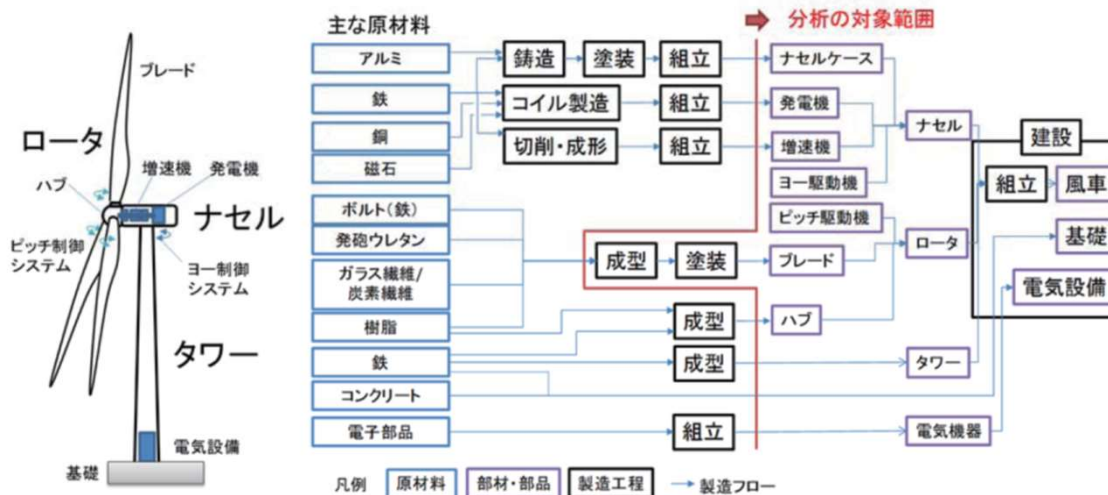 主な原材料
分析の対象範囲
ブレード
ロータ
ハブ
増速機
発電機
ナセル
ピッチ制御
システム
ヨー制御
システム
タワー
電気設備
基礎
アルミ
鉄
銅
磁石
ボルト(鉄)
発砲ウレタン
ガラス繊維/
炭素繊維
樹脂
鉄
コンクリート
電子部品
鋳造
塗装
組立
コイル製造
組立
切削・成形
組立
成型
塗装
成型
成型
組立
ナセルケース
発電機
増速機
ヨー駆動機
ピッチ駆動機
ブレード
ハブ
ナセル
ロータ
タワー
電気機器
建設
組立
風車
基礎
電気設備
凡例
原材料
部材・部品
製造工程
製造フロー